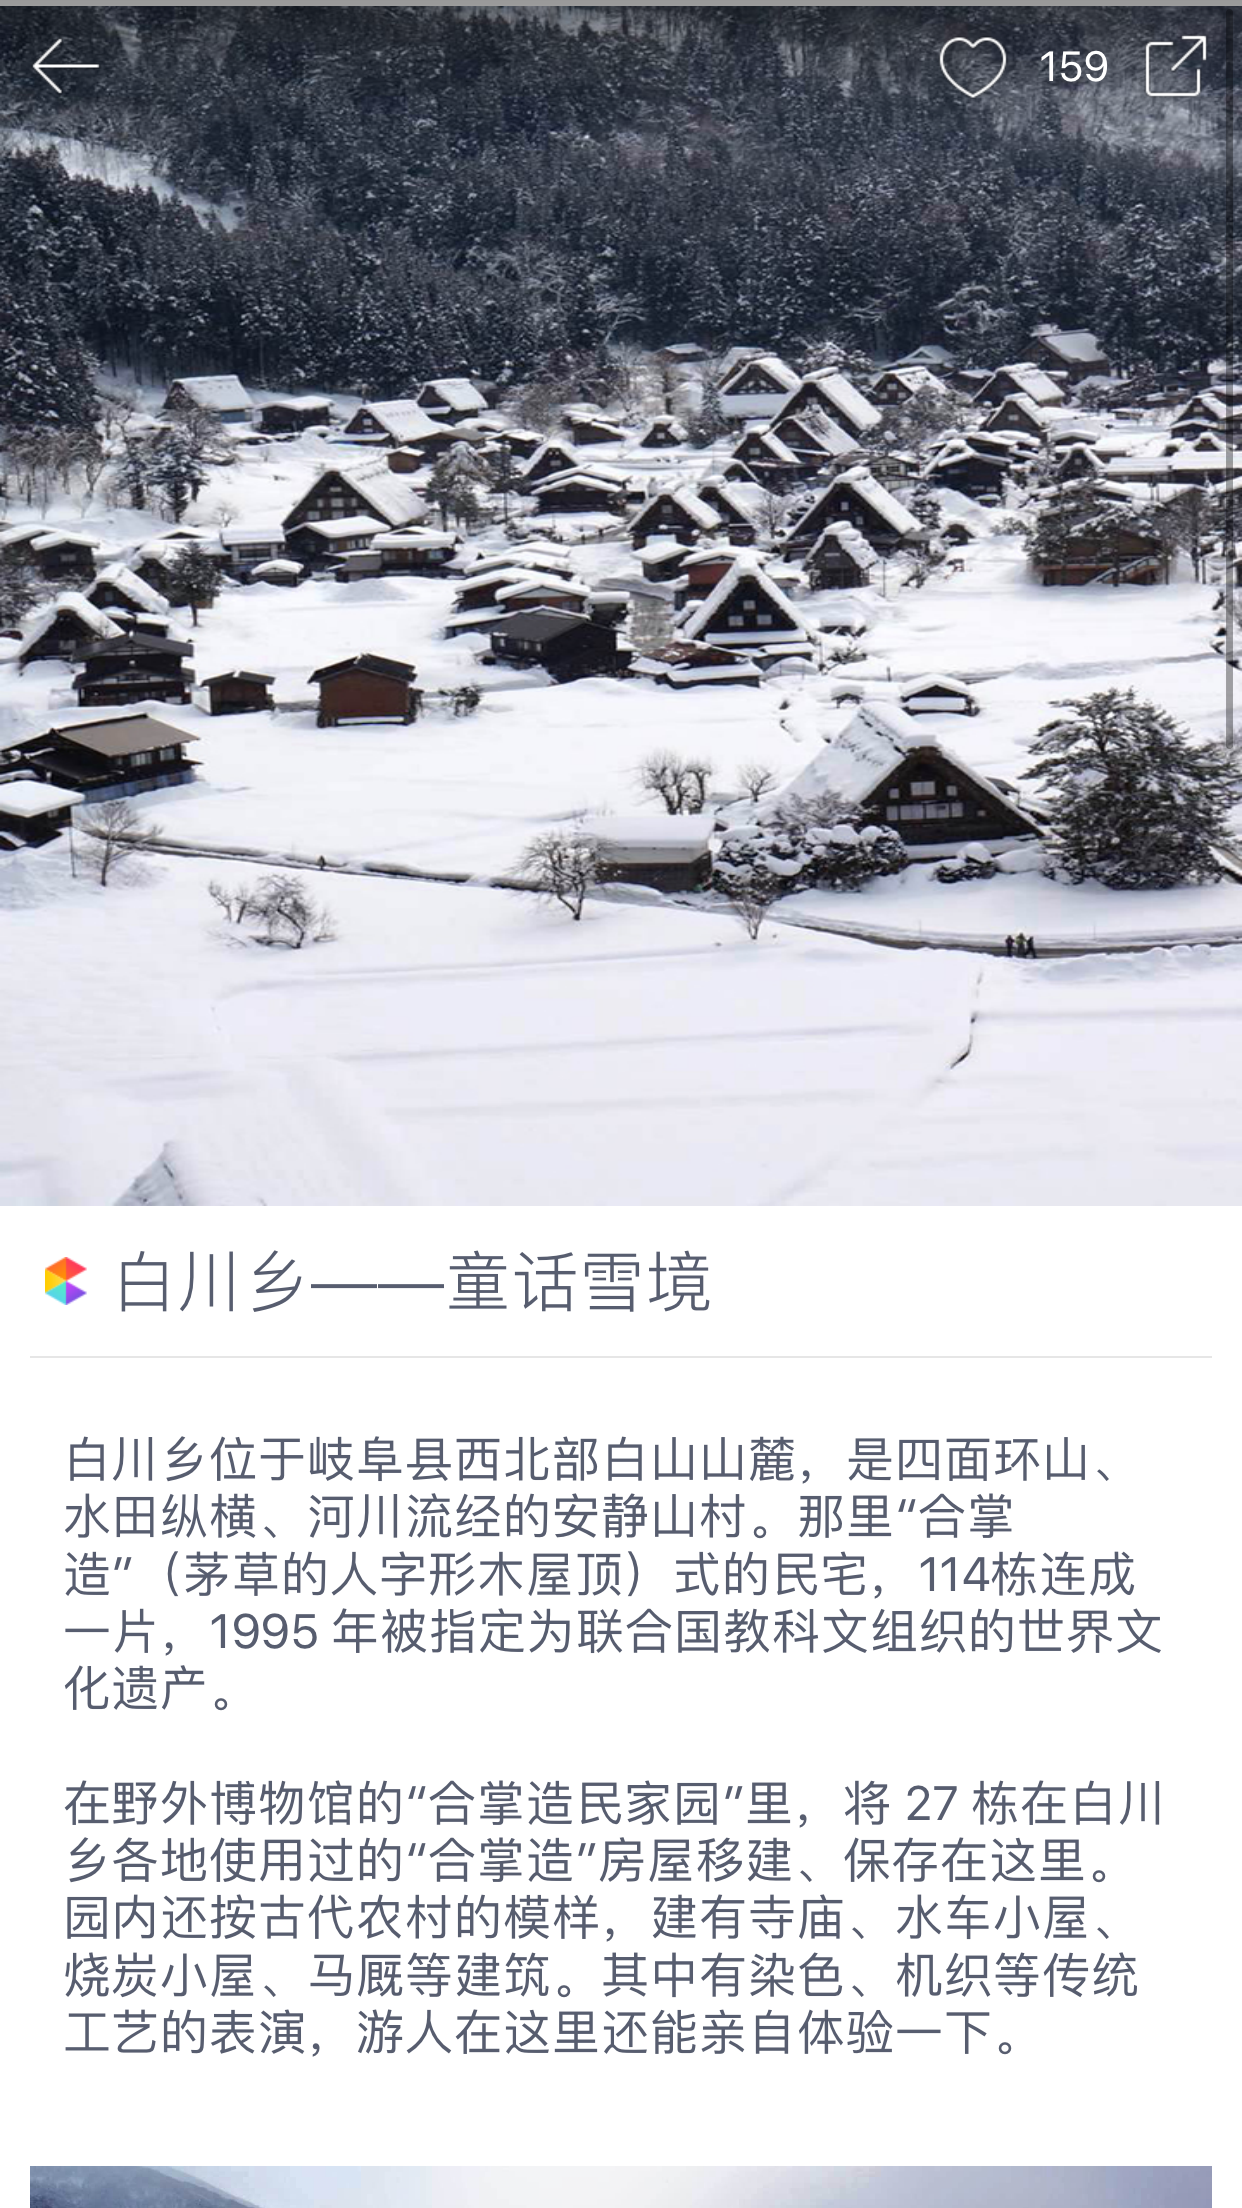 159
白川乡——童话雪境
白川乡位于岐阜县西北部白山山麓，是四面环山、
水田纵横、河川流经的安静山村。那里“合掌
造”（茅草的人字形木屋顶）式的民宅，114栋连成
一片，1995 年被指定为联合国教科文组织的世界文
化遗产。
在野外博物馆的“合掌造民家园”里，将 27 栋在白川
乡各地使用过的“合掌造”房屋移建、保存在这里。
园内还按古代农村的模样，建有寺庙、水车小屋、
烧炭小屋、马厩等建筑。其中有染色、机织等传统
工艺的表演，游人在这里还能亲自体验一下。